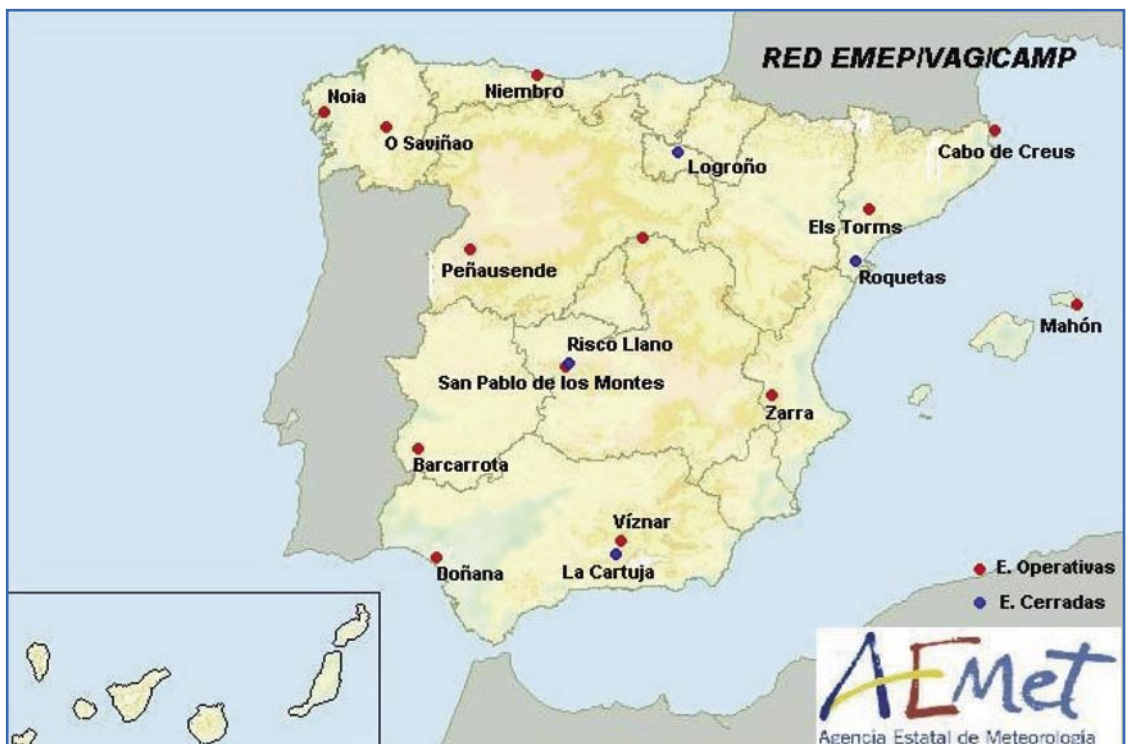 RED EMEP/VAG/CAMP
Niembro
Noia
O Saviñao
Cabo de Creus
Logroño
Els Torms
Peñausende
Roquetas
Mahón
Risco Llano
San Pablo de los Montes
Zarra
Barcarrota
Víznar
Doñana
La Cartuja
E. Operativas
E. Cerradas
AEMet
Agencia Estatal de Meteorología